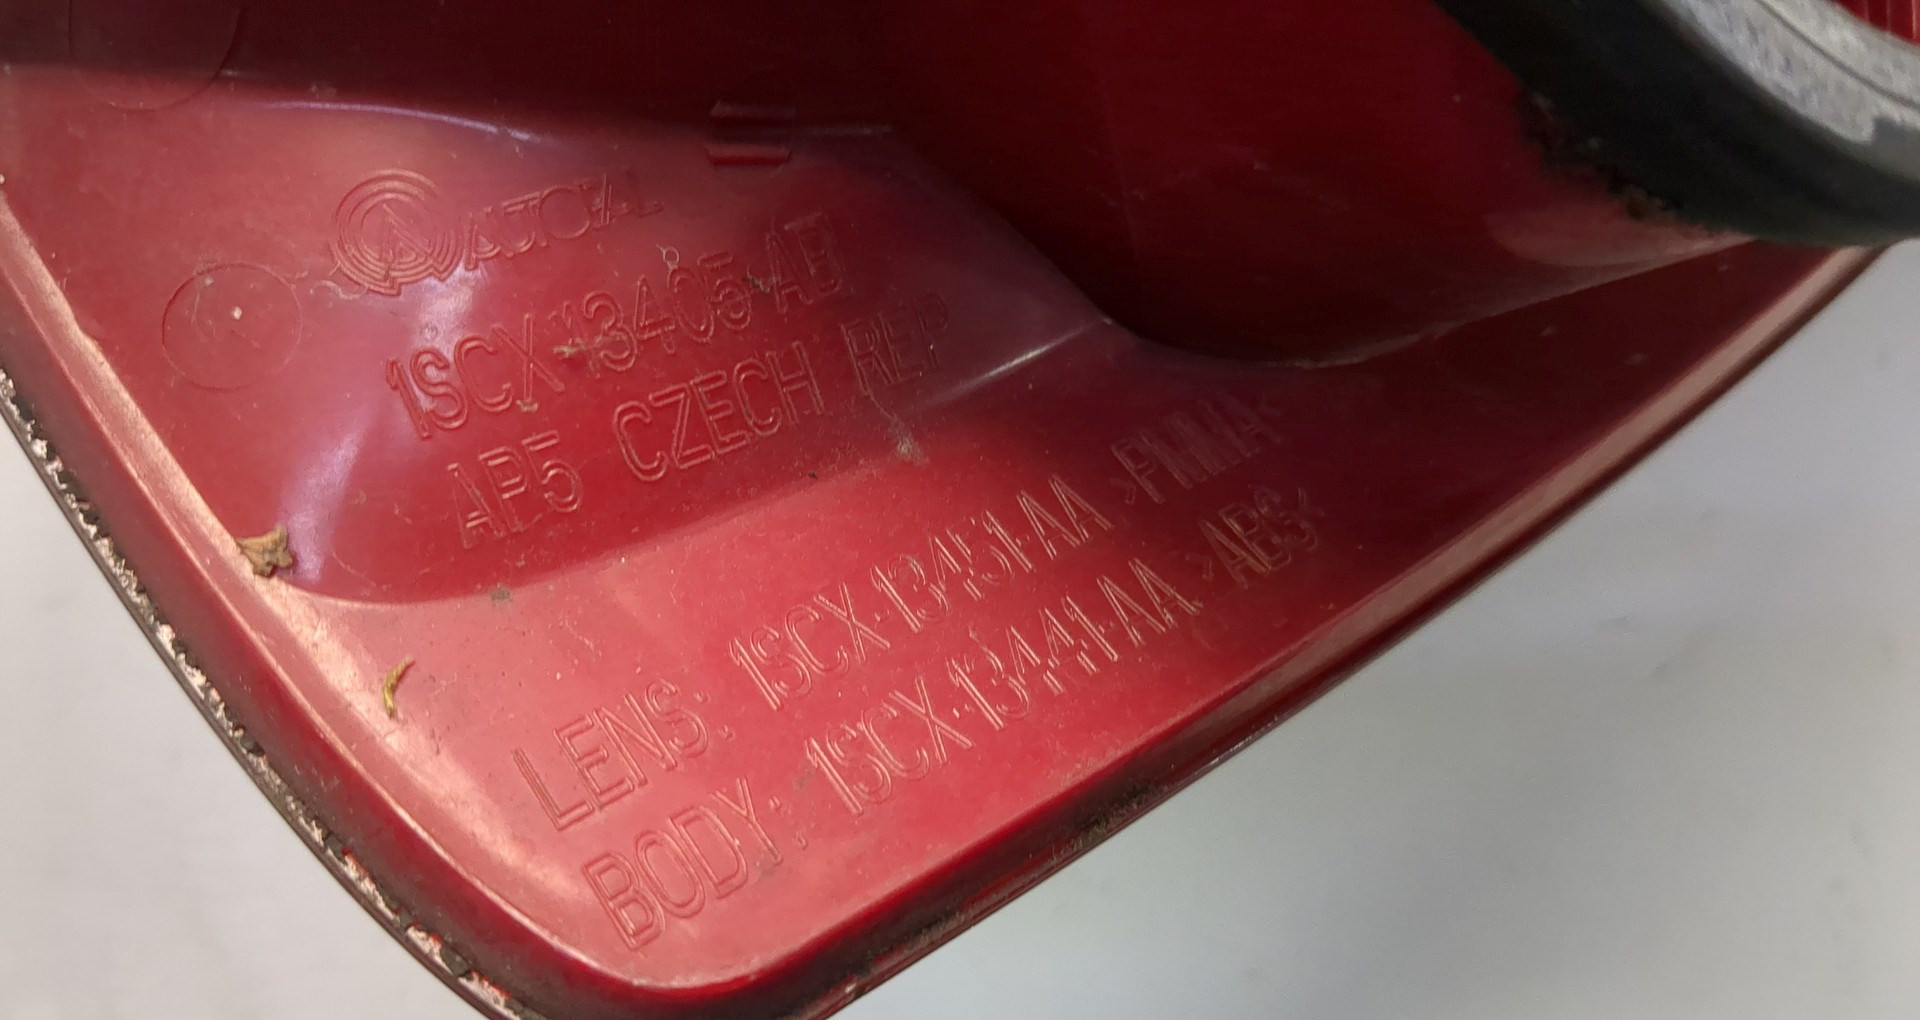 AUTOPAL
1SCX-13405-AB
AP5 CZECH REP
LENS: 1SCX-13451-AA >PMMA<
BODY: 1SCX-13441-AA >ABS<